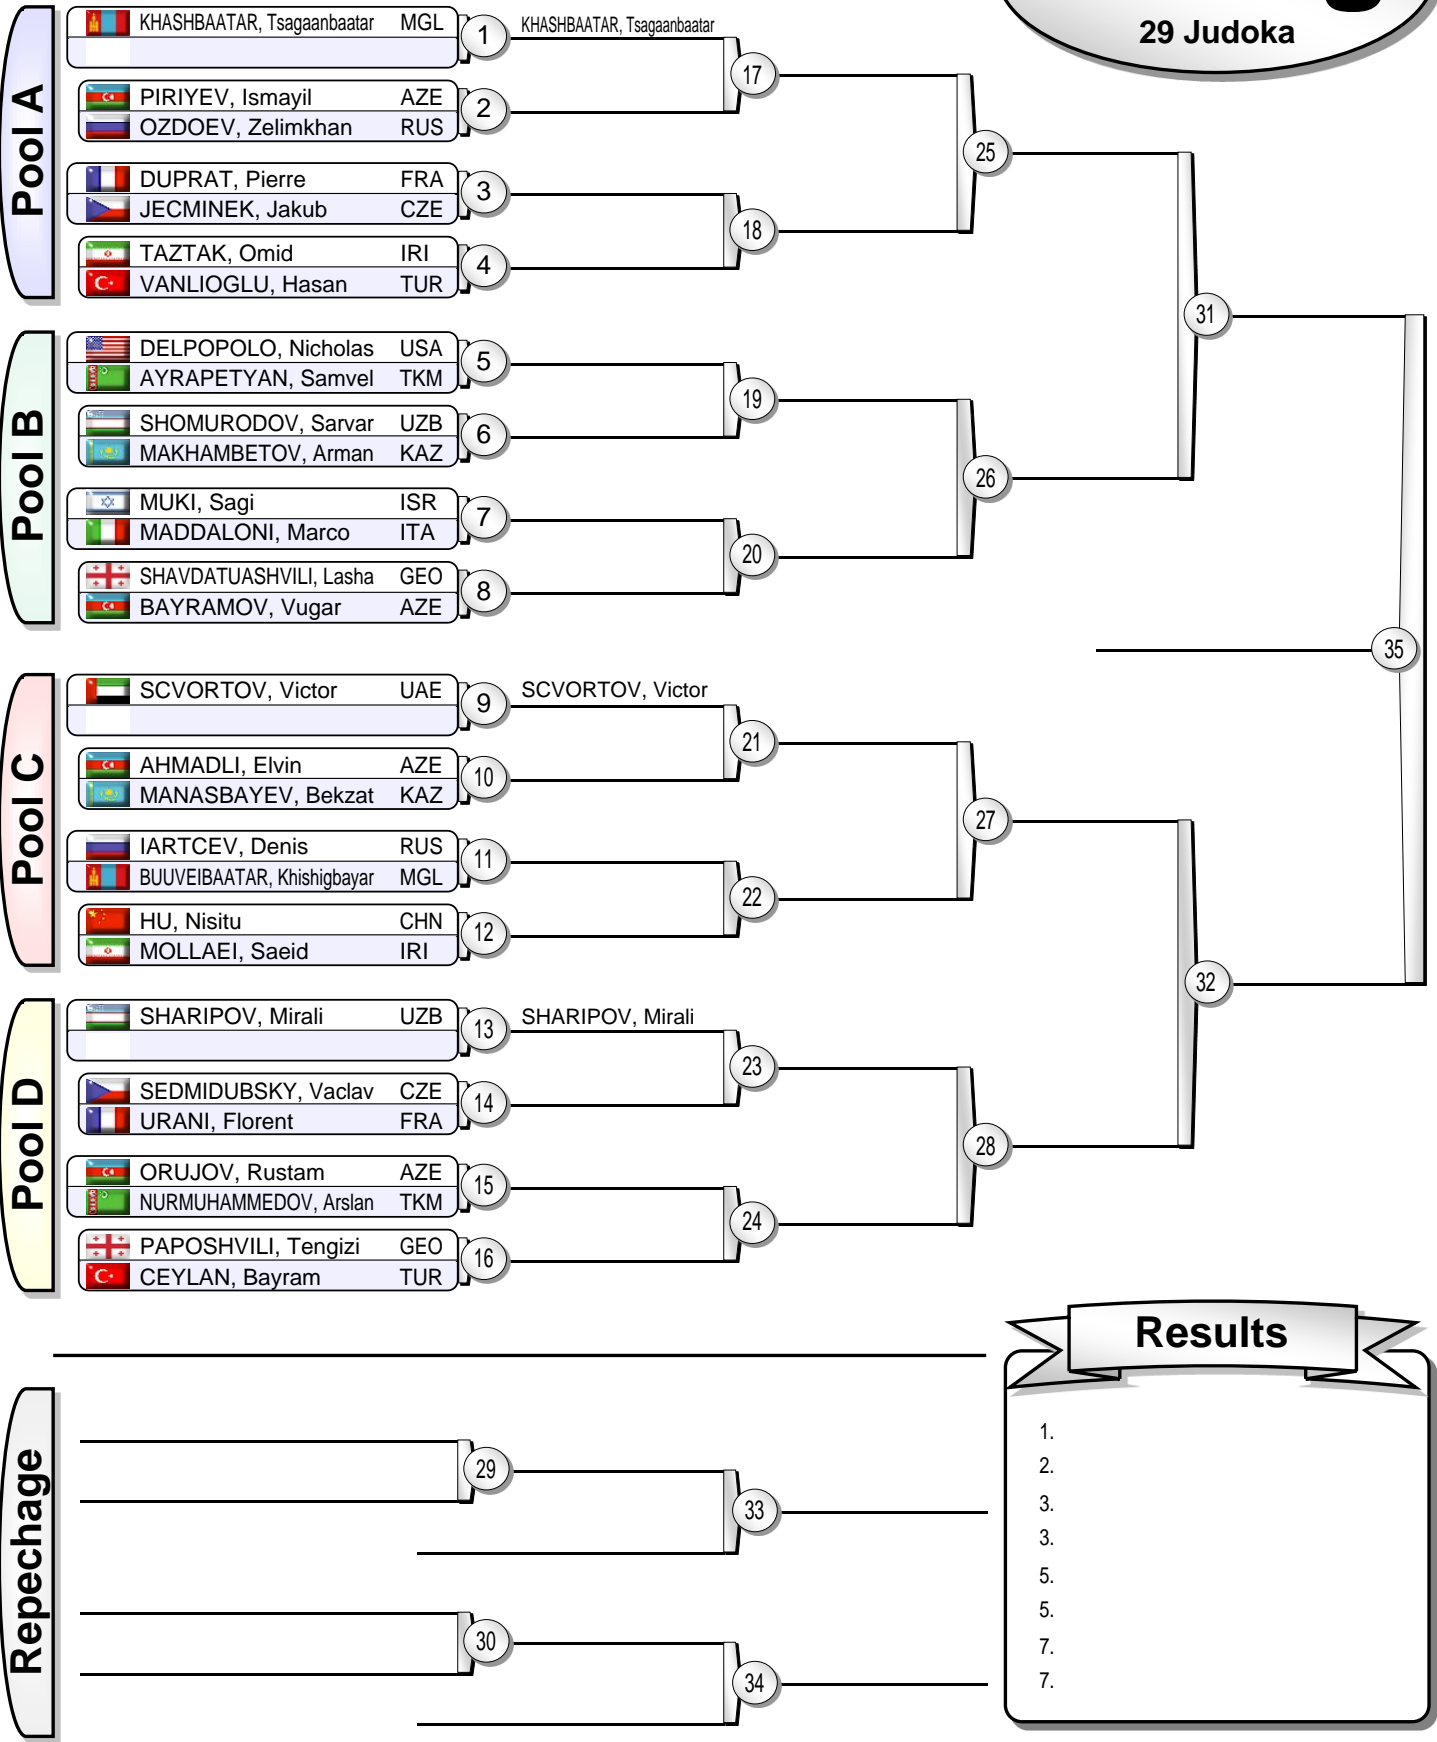 29 Judoka
Pool A
KHASHBAATAR, Tsagaanbaatar MGL 1 KHASHBAATAR, Tsagaanbaatar
17
PIRIYEV, Ismayil AZE 2
OZDOEV, Zelimkhan RUS
25
DUPRAT, Pierre FRA 3
JECMINEK, Jakub CZE
18
TAZTAK, Omid IRI 4
VANLIOGLU, Hasan TUR
31
Pool B
DELPOPOLO, Nicholas USA 5
AYRAPETYAN, Samvel TKM
19
SHOMURODOV, Sarvar UZB 6
MAKHAMBETOV, Arman KAZ
26
MUKI, Sagi ISR 7
MADDALONI, Marco ITA
20
SHAVDATUASHVILI, Lasha GEO 8
BAYRAMOV, Vugar AZE
35
Pool C
SCVORTOV, Victor UAE 9 SCVORTOV, Victor
21
AHMADLI, Elvin AZE 10
MANASBAYEV, Bekzat KAZ
27
IARTCEV, Denis RUS 11
BUUVEIBAATAR, Khishigbayar MGL
22
HU, Nisitu CHN 12
MOLLAEI, Saeid IRI
32
Pool D
SHARIPOV, Mirali UZB 13 SHARIPOV, Mirali
23
SEDMIDUBSKY, Vaclav CZE 14
URANI, Florent FRA
28
ORUJOV, Rustam AZE 15
NURMUHAMMEDOV, Arslan TKM
24
PAPOSHVILI, Tengizi GEO 16
CEYLAN, Bayram TUR
Repechage
29
33
30
34
Results
1.
2.
3.
3.
5.
5.
7.
7.